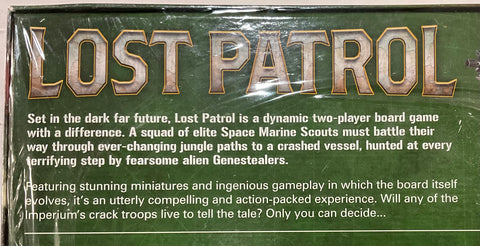 LOST PATROL
Set in the dark far future, Lost Patrol is a dynamic two-player board game
with a difference. A squad of elite Space Marine Scouts must battle their
way through ever-changing jungle paths to a crashed vessel, hunted at every
terrifying step by fearsome alien Genestealers.
Featuring stunning miniatures and ingenious gameplay in which the board itself
evolves, it's an utterly compelling and action-packed experience. Will any of the
Imperium's crack troops live to tell the tale? Only you can decide...